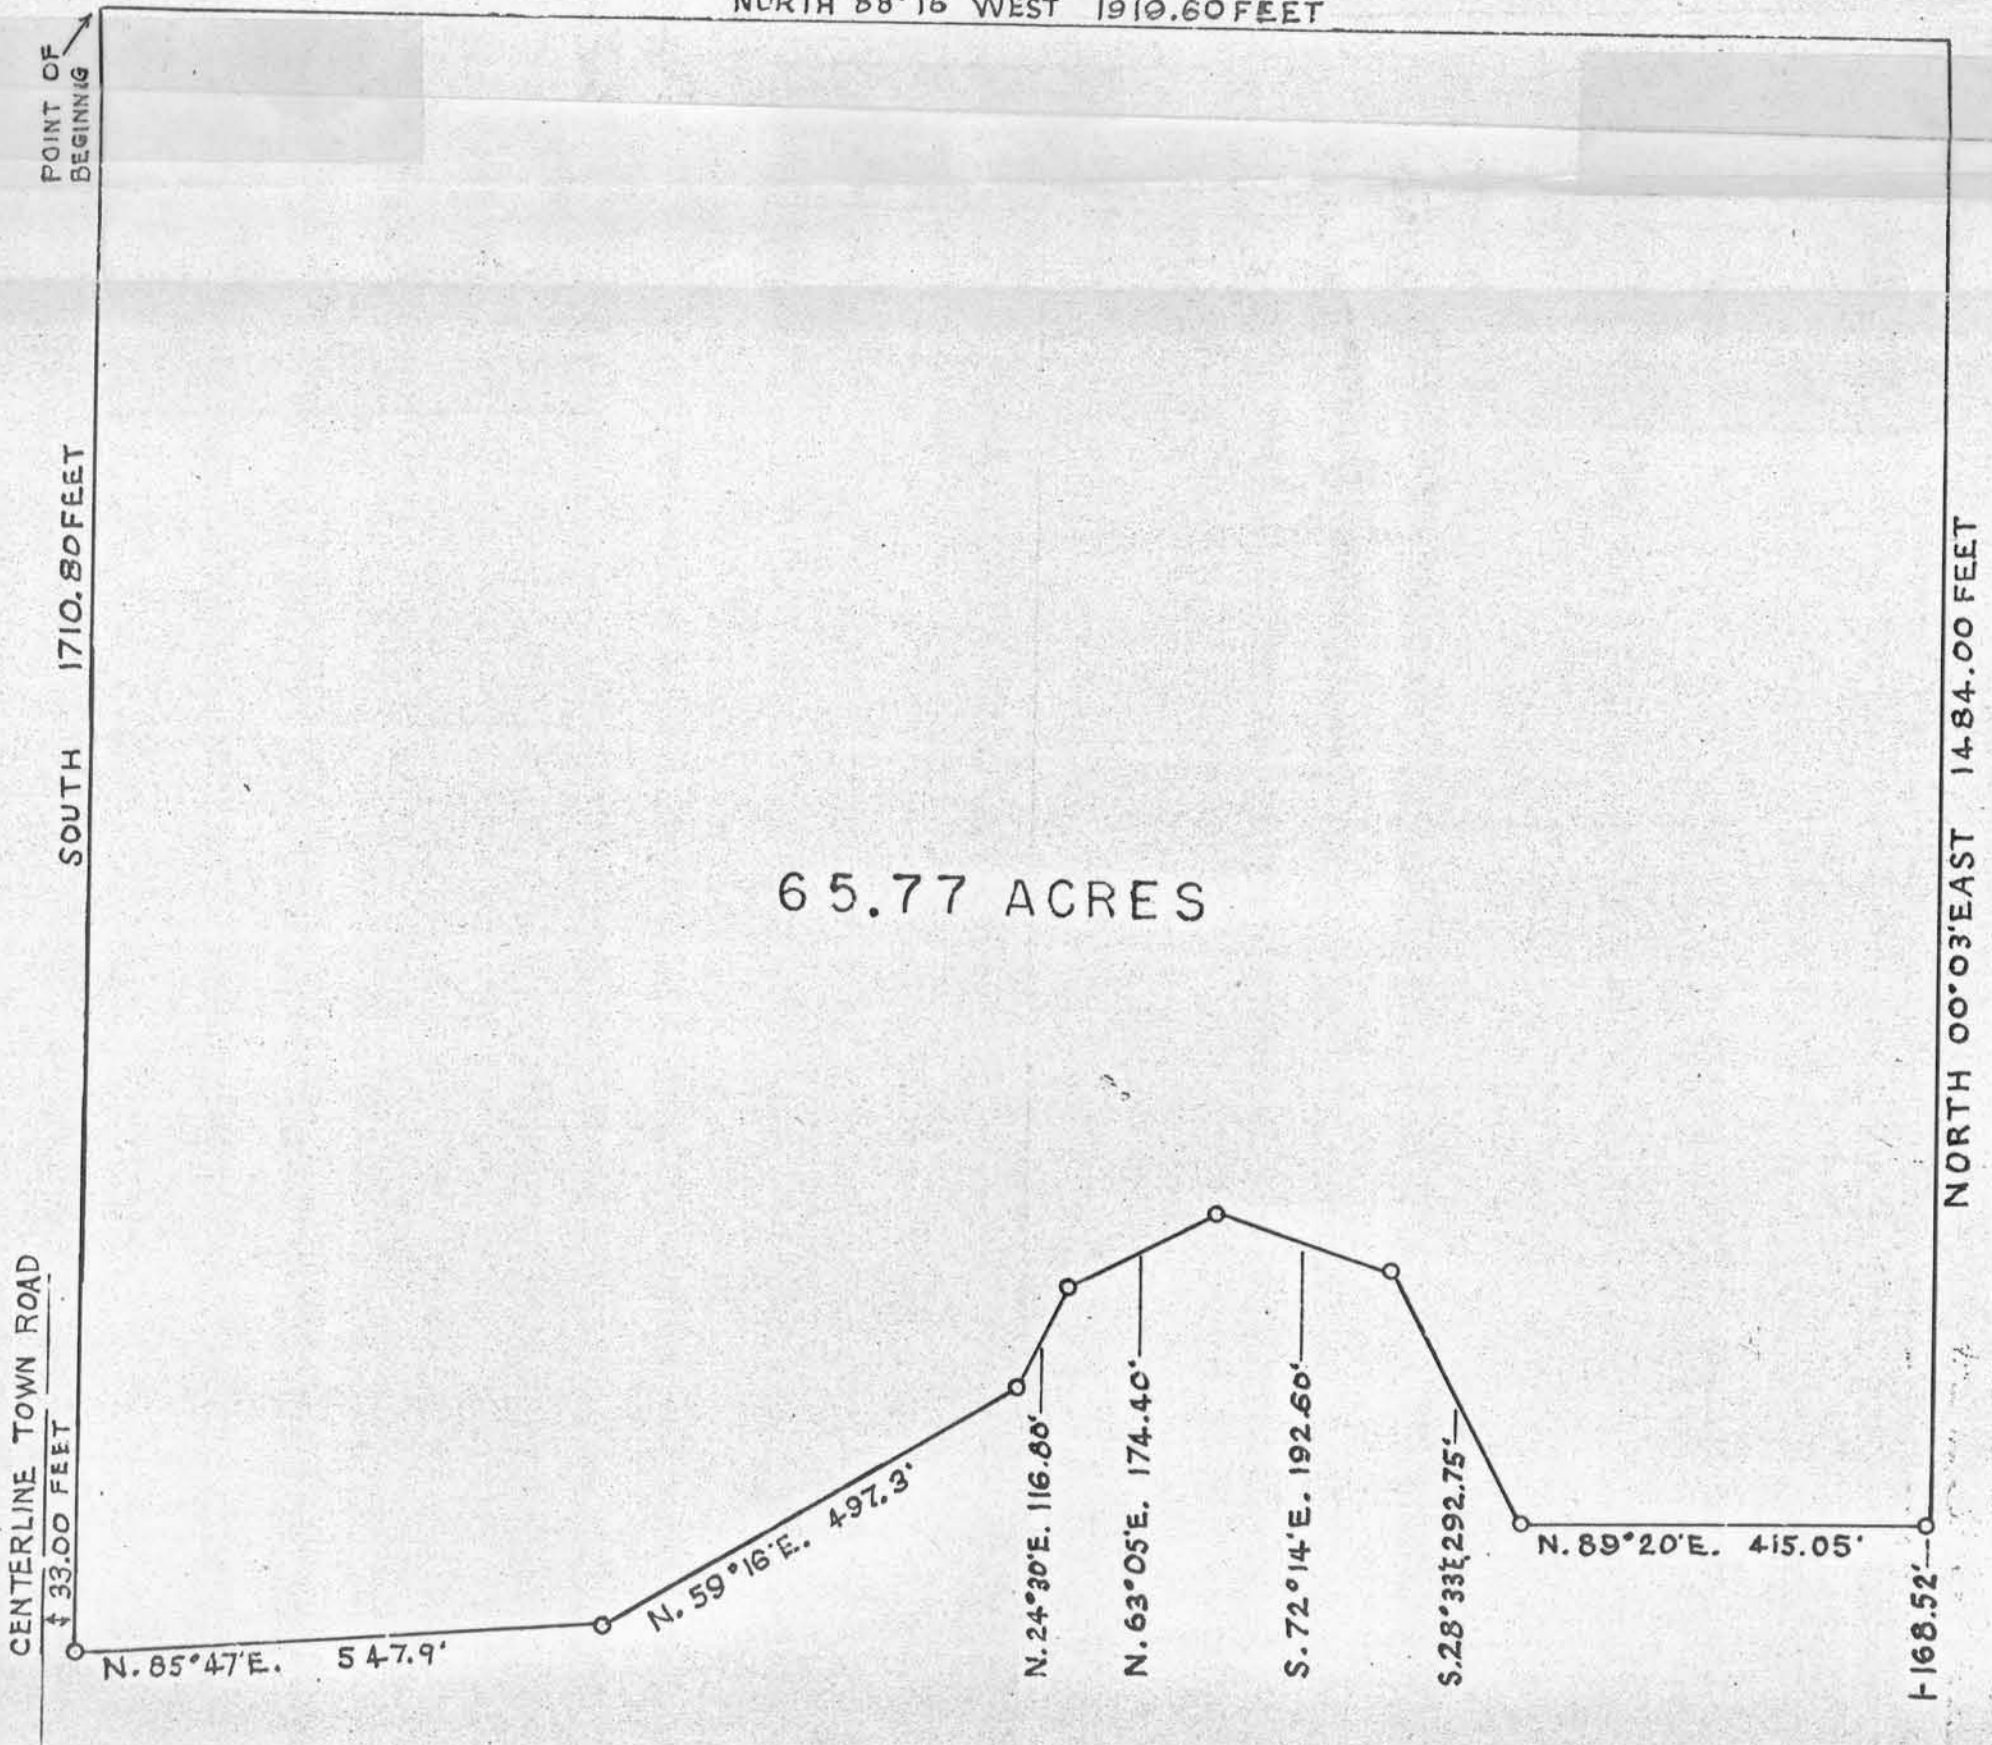 WEST 1919.60 FEET
POINT OF
BEGINNING
SOUTH 1710.80 FEET
65.77 ACRES
NORTH 00°03'EAST 1484.00 FEET
CENTERLINE TOWN ROAD
33.00 FEET
N. 85°47'E. 547.9'
N. 59°16'E. 497.3'
N. 24°30'E. 116.80'
N. 63°05'E. 174.40'
S. 72°14'E. 192.60'
S. 28°33'E. 292.75'
N. 89°20'E. 415.05'
168.52'